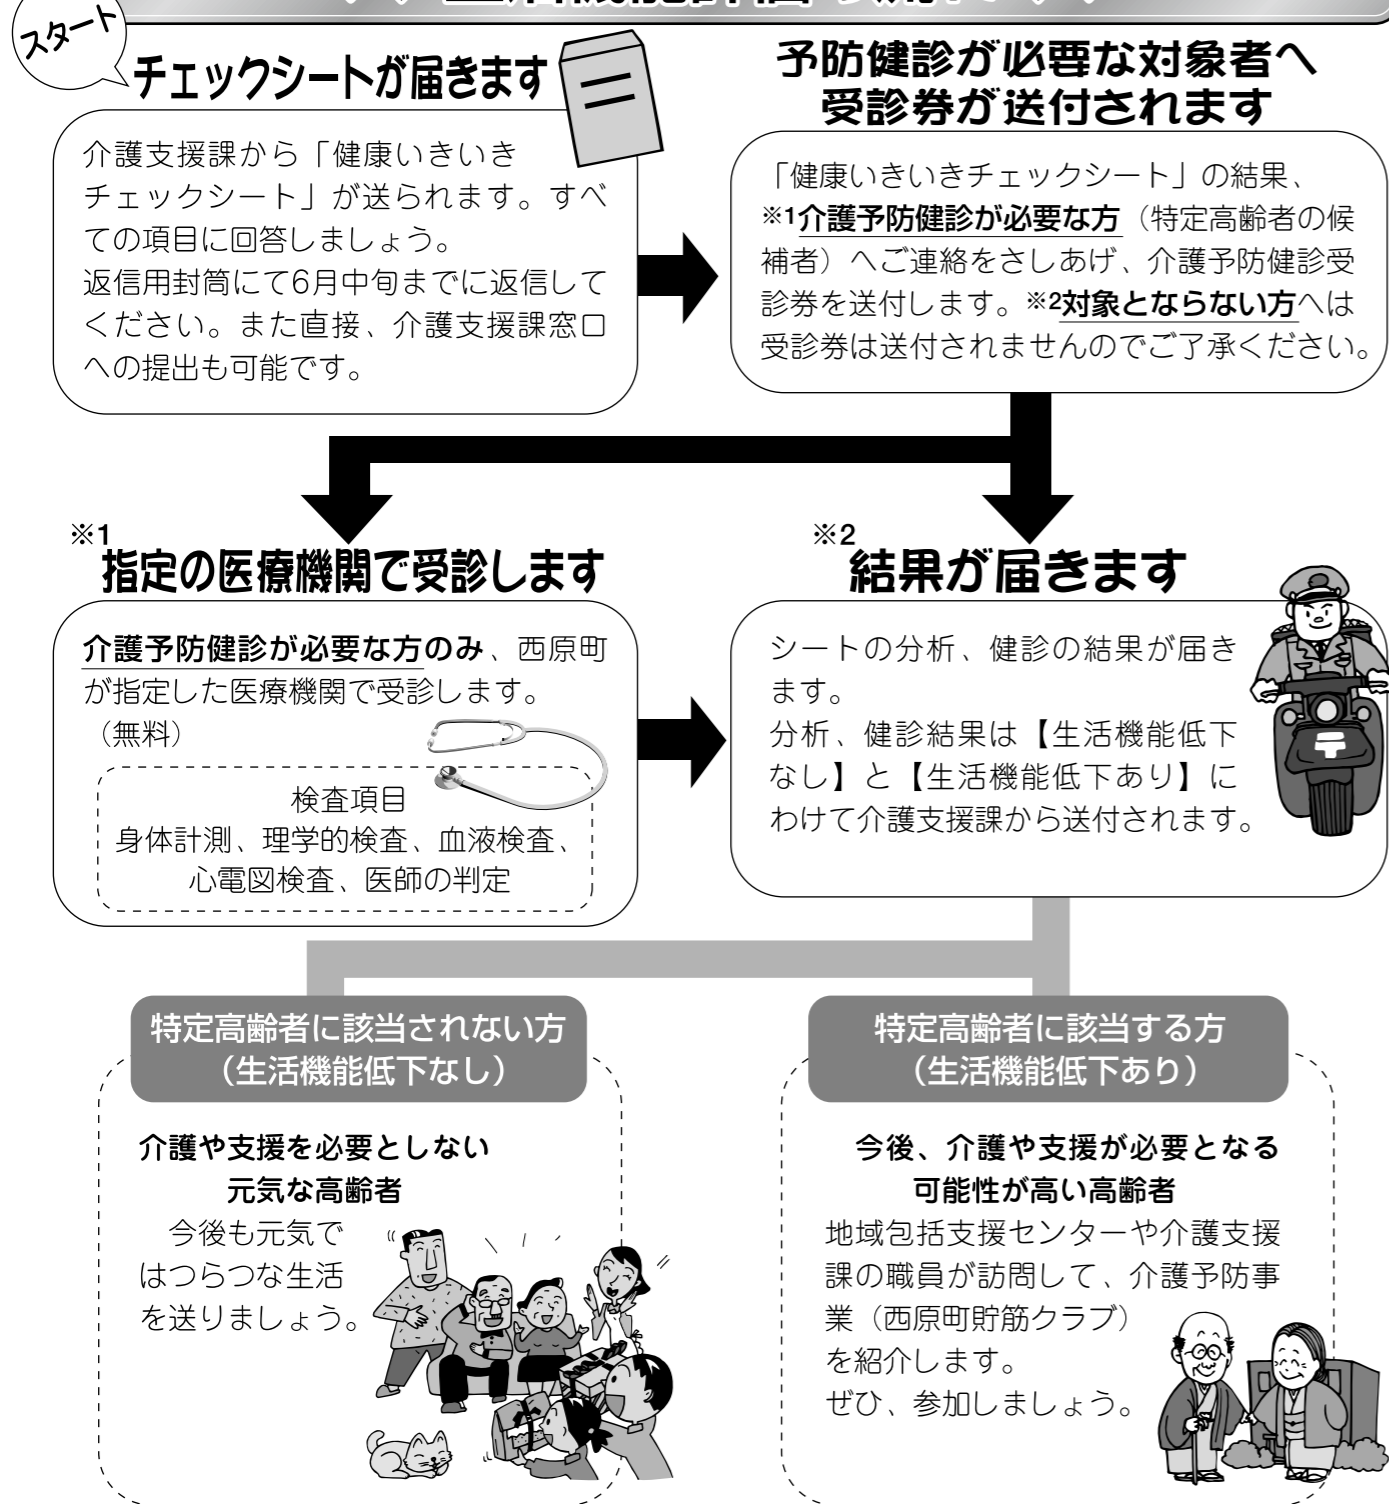 スタート
チェックシートが届きます
介護支援課から「健康いきいき
チェックシート」が送られます。すべ
ての項目に回答しましょう。
返信用封筒にて6月中旬までに返信して
ください。また直接、介護支援課窓口
への提出も可能です。
予防健診が必要な対象者へ
受診券が送付されます
「健康いきいきチェックシート」の結果、
※1介護予防健診が必要な方（特定高齢者の候
補者）へご連絡をさしあげ、介護予防健診受
診券を送付します。※2対象とならない方へは
受診券は送付されませんのでご了承ください。
※1
指定の医療機関で受診します
介護予防健診が必要な方のみ、西原町
が指定した医療機関で受診します。
（無料）
検査項目
身体計測、理学的検査、血液検査、
心電図検査、医師の判定
※2
結果が届きます
シートの分析、健診の結果が届き
ます。
分析、健診結果は【生活機能低下
なし】と【生活機能低下あり】に
わけて介護支援課から送付されます。
特定高齢者に該当されない方
（生活機能低下なし）
介護や支援を必要としない
元気な高齢者
今後も元気で
はつらつな生活
を送りましょう。
特定高齢者に該当する方
（生活機能低下あり）
今後、介護や支援が必要となる
可能性が高い高齢者
地域包括支援センターや介護支援
課の職員が訪問して、介護予防事
業（西原町貯筋クラブ）
を紹介します。
ぜひ、参加しましょう。